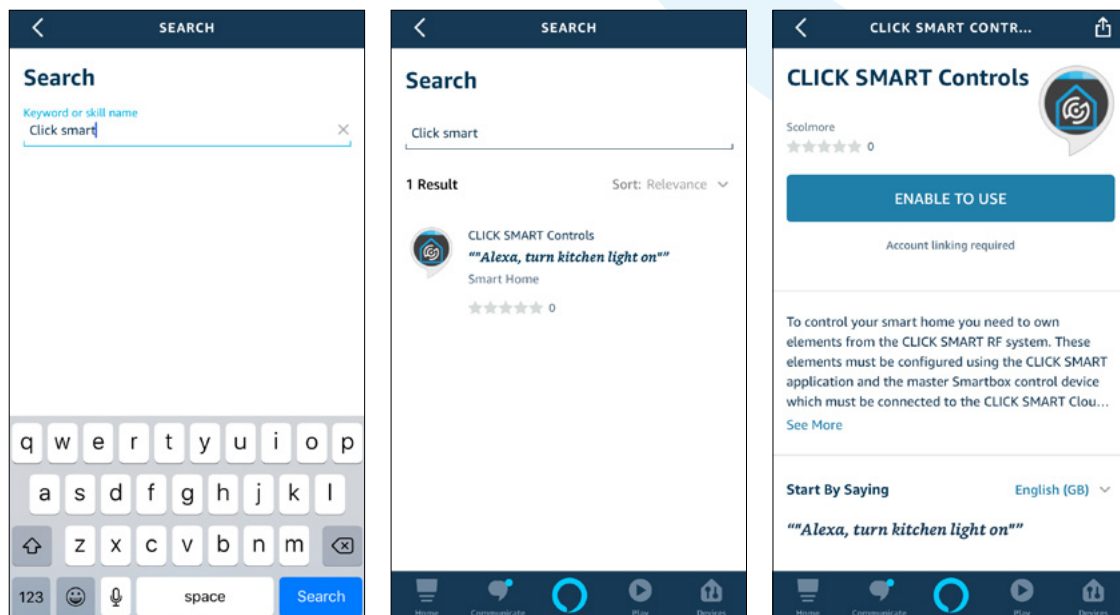 SEARCH
Search
Keyword or skill name
Click smart
q w e r t y u i o p
a s d f g h j k l
z x c v b n m
123 space Search
SEARCH
Search
Click smart
1 Result Sort: Relevance
CLICK SMART Controls
""Alexa, turn kitchen light on""
Smart Home
0
Home Communicate Play Devices
CLICK SMART CONTR...
CLICK SMART Controls
Scolmore
0
ENABLE TO USE
Account linking required
To control your smart home you need to own
elements from the CLICK SMART RF system. These
elements must be configured using the CLICK SMART
application and the master Smartbox control device
which must be connected to the CLICK SMART Clou...
See More
Start By Saying English (GB)
""Alexa, turn kitchen light on""
Home Communicate Play Devices